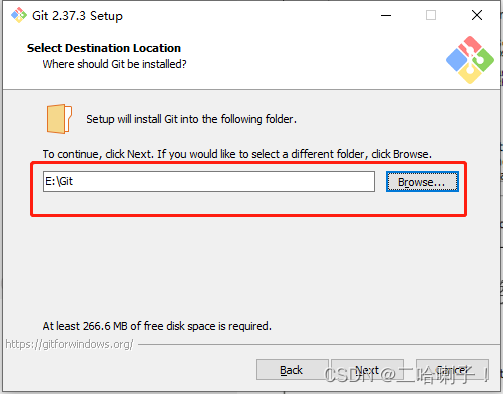 Git 2.37.3 Setup
Select Destination Location
Where should Git be installed?
Setup will install Git into the following folder.
To continue, click Next. If you would like to select a different folder, click Browse.
E:\Git
Browse...
At least 266.6 MB of free disk space is required.
https://gitforwindows.org/
Back
Next
Cancel
CSDN @二哈喇子！